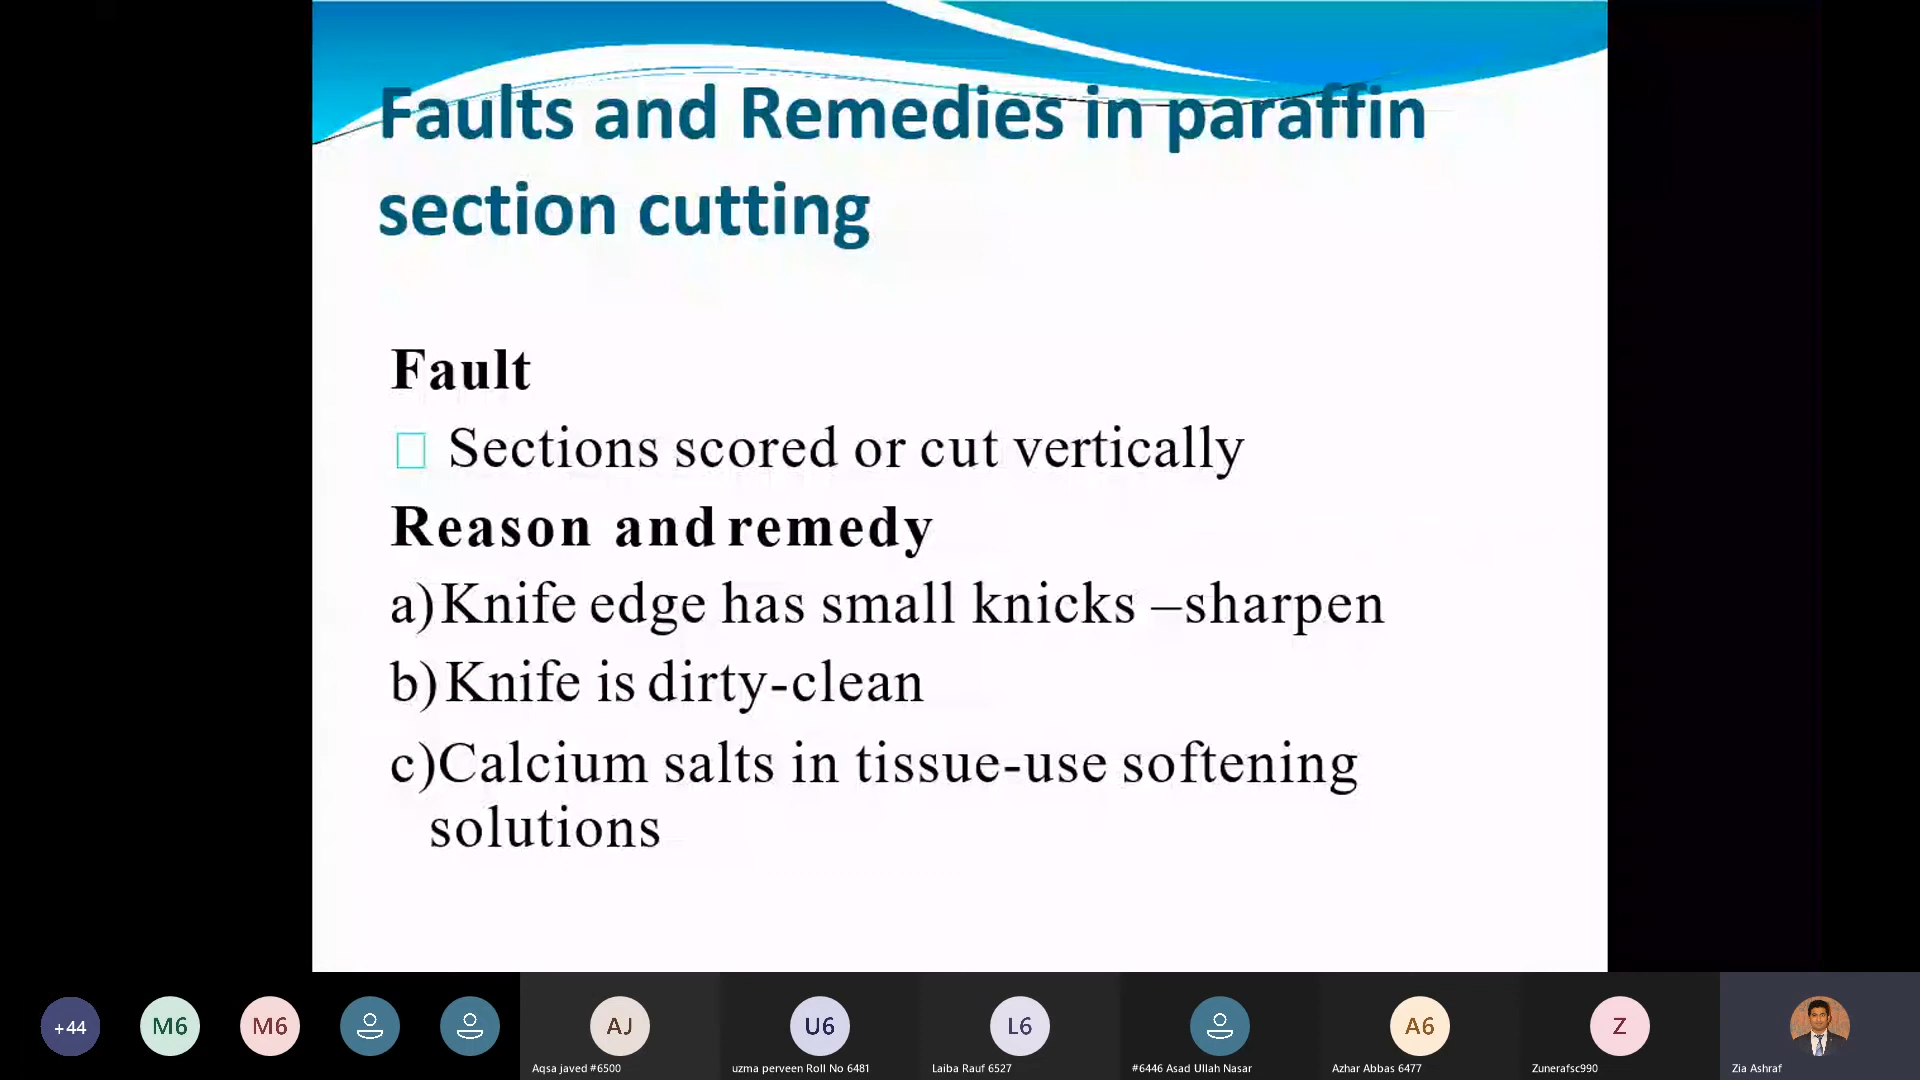 Faults and Remedies in paraffin
section cutting
Fault
Sections scored or cut vertically
Reason and remedy
a)Knife edge has small knicks –sharpen
b)Knife is dirty-clean
c)Calcium salts in tissue-use softening
solutions
+44
M6
M6
AJ
U6
L6
A6
Z
Aqsa javed #6500
uzma perveen Roll No 6481
Laiba Rauf 6527
#6446 Asad Ullah Nasar
Azhar Abbas 6477
Zunerafsc990
Zia Ashraf